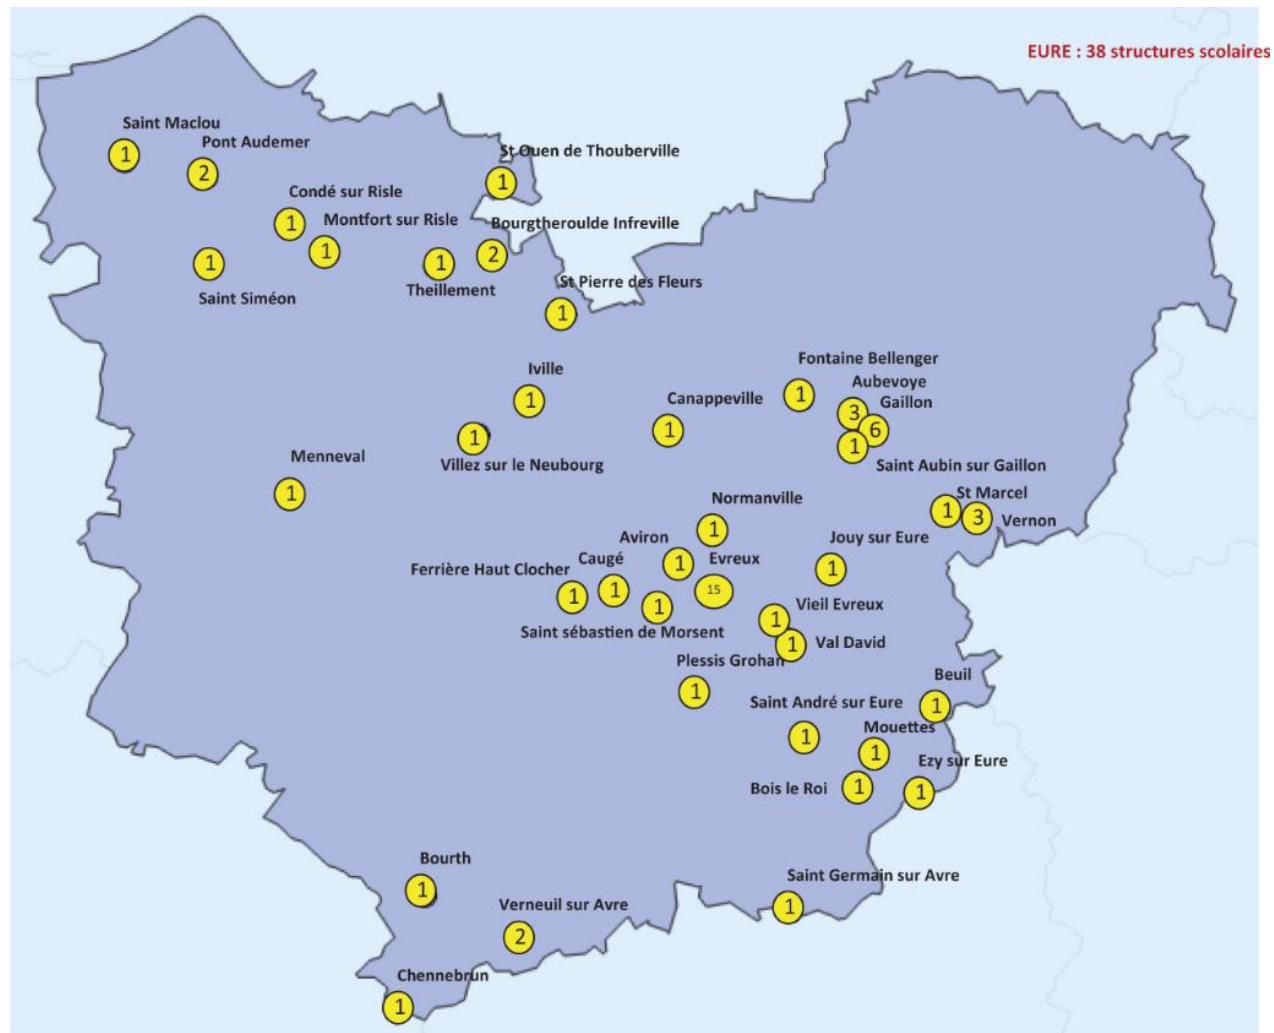 EURE : 38 structures scolaires
Saint Maclou
1
Pont Audemer
2
St Ouen de Thouberville
1
Condé sur Risle
1
Montfort sur Risle
1
Bourgtheroulde Infreville
2
1
Saint Siméon
1
Theillement
St Pierre des Fleurs
1
Iville
1
Fontaine Bellenger
1
Aubevoye
3
Gaillon
6
Canappeville
1
1
Saint Aubin sur Gaillon
1
Villez sur le Neubourg
Menneval
1
St Marcel
1
3
Vernon
Normanville
1
Aviron
1
Evreux
15
Jouy sur Eure
1
Ferrière Haut Clocher
1
Caugé
1
1
Saint sébastien de Morsent
Vieil Evreux
1
Val David
1
Plessis Grohan
1
Beuil
1
Saint André sur Eure
1
Mouettes
1
Ezy sur Eure
1
Bois le Roi
1
Bourth
1
Saint Germain sur Avre
1
Verneuil sur Avre
2
Chennebrun
1